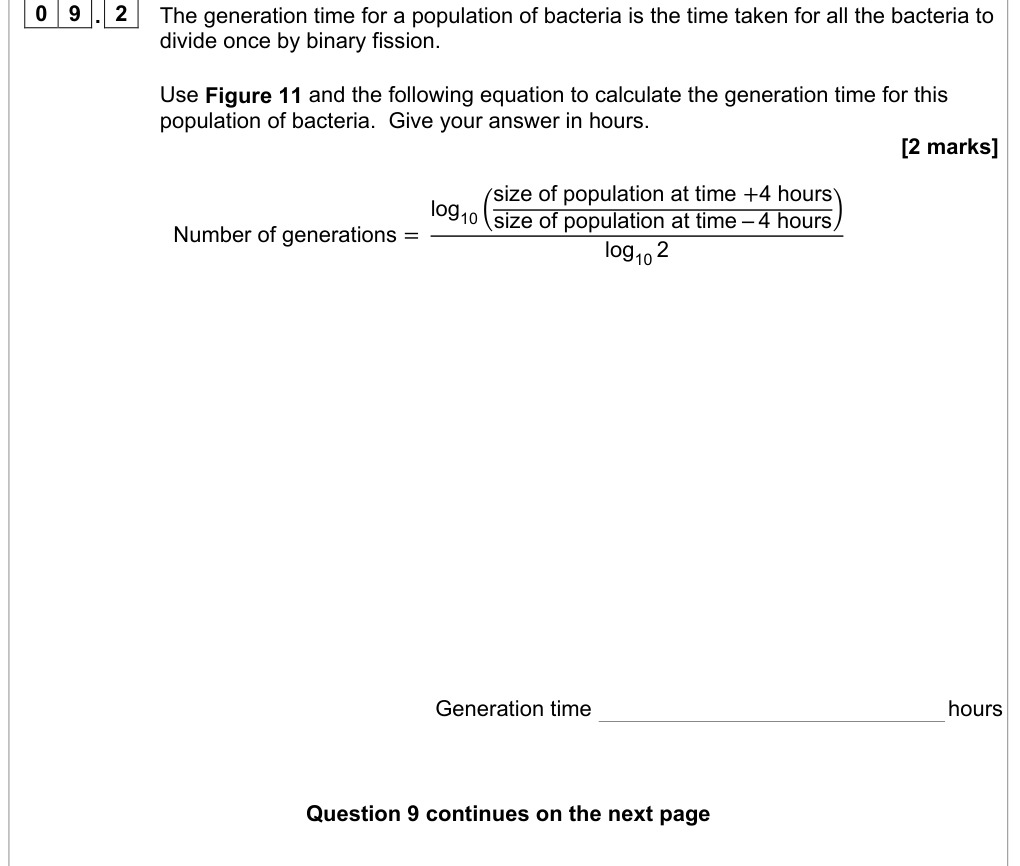 0 9 . 2 The generation time for a population of bacteria is the time taken for all the bacteria to
divide once by binary fission.
Use Figure 11 and the following equation to calculate the generation time for this
population of bacteria. Give your answer in hours.
[2 marks]
Number of generations = log₁₀ (size of population at time +4 hours / size of population at time – 4 hours) / log₁₀ 2
Generation time hours
Question 9 continues on the next page